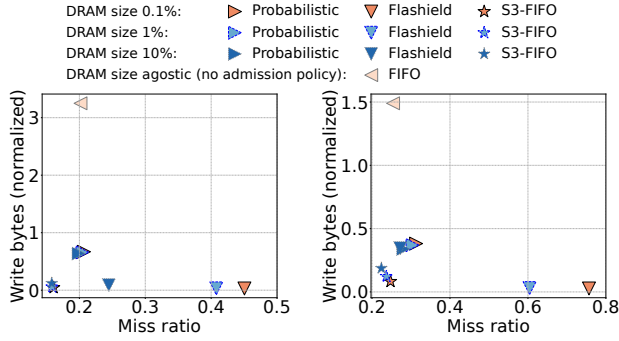 DRAM size 0.1%: Probabilistic Flashield S3-FIFO
DRAM size 1%: Probabilistic Flashield S3-FIFO
DRAM size 10%: Probabilistic Flashield S3-FIFO
DRAM size agostic (no admission policy): FIFO
Write bytes (normalized)
3
2
1
0
0.2 0.3 0.4 0.5
Miss ratio
Write bytes (normalized)
1.5
1.0
0.5
0.0
0.2 0.4 0.6 0.8
Miss ratio